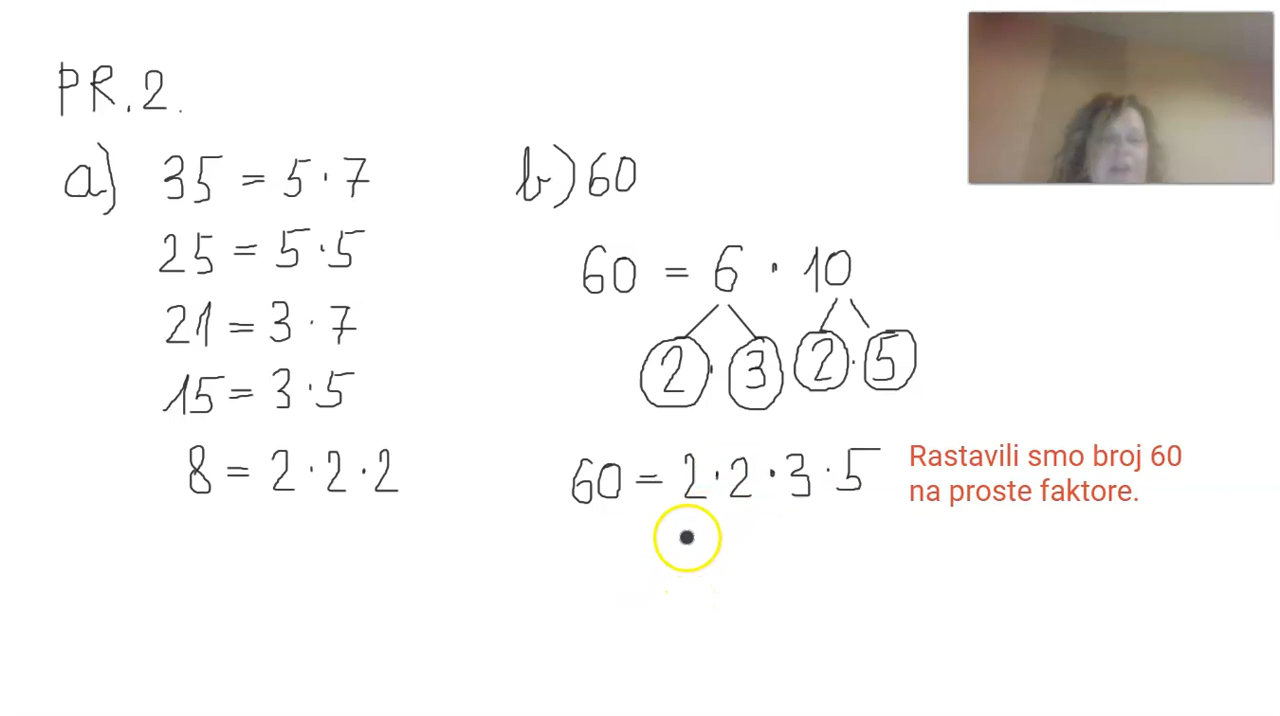 PR.2.
a) 35 = 5·7
25 = 5·5
21 = 3·7
15 = 3·5
8 = 2·2·2
b) 60
60 = 6 · 10
2 · 3 2 · 5
60 = 2·2·3·5
Rastavili smo broj 60
na proste faktore.